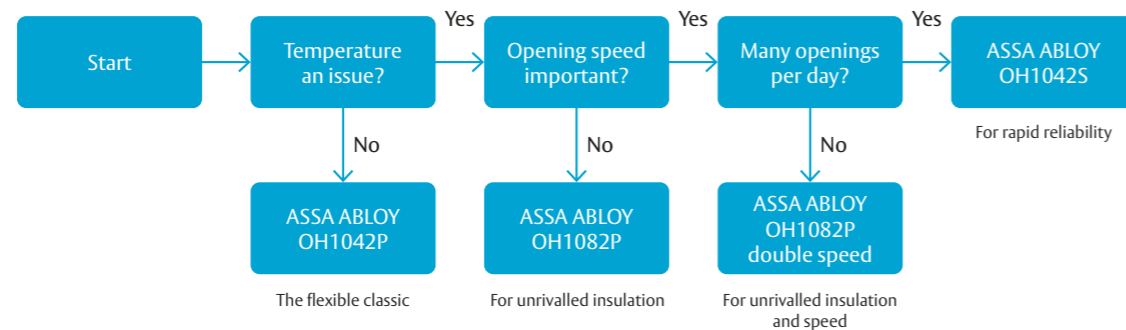 Start
Temperature
an issue?
Yes
Opening speed
important?
Yes
Many openings
per day?
Yes
ASSA ABLOY
OH1042S
For rapid reliability
No
No
No
ASSA ABLOY
OH1042P
The flexible classic
ASSA ABLOY
OH1082P
For unrivalled insulation
ASSA ABLOY
OH1082P
double speed
For unrivalled insulation
and speed